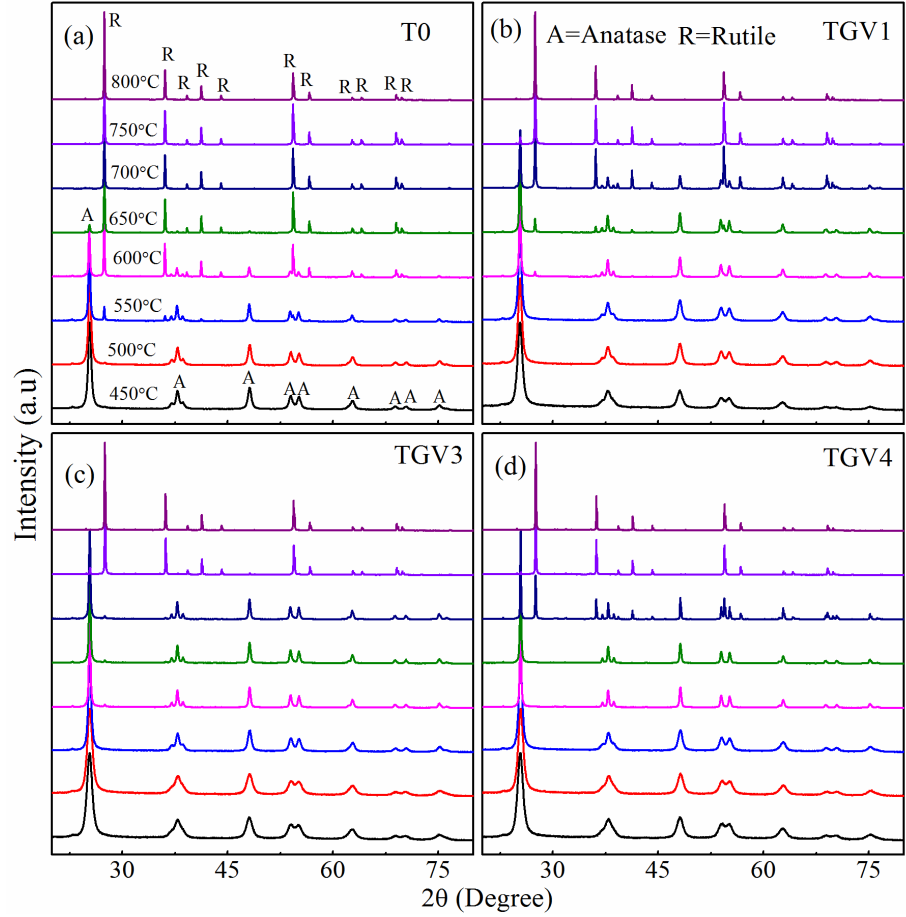 (a) T0
R
R R R R R R R R R R
800°C
750°C
700°C
A 650°C
600°C
550°C
500°C
450°C
A A A A A A A A
(b) A=Anatase R=Rutile TGV1
(c) TGV3
(d) TGV4
Intensity (a.u)
30 45 60 75
30 45 60 75
2θ (Degree)